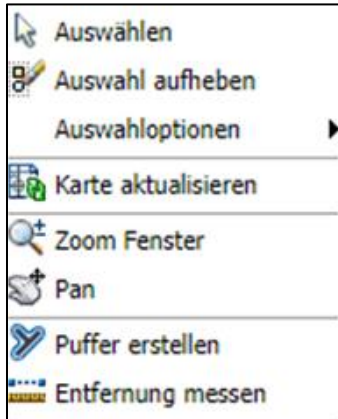 Auswählen
Auswahl aufheben
Auswahloptionen
Karte aktualisieren
Zoom Fenster
Pan
Puffer erstellen
Entfernung messen